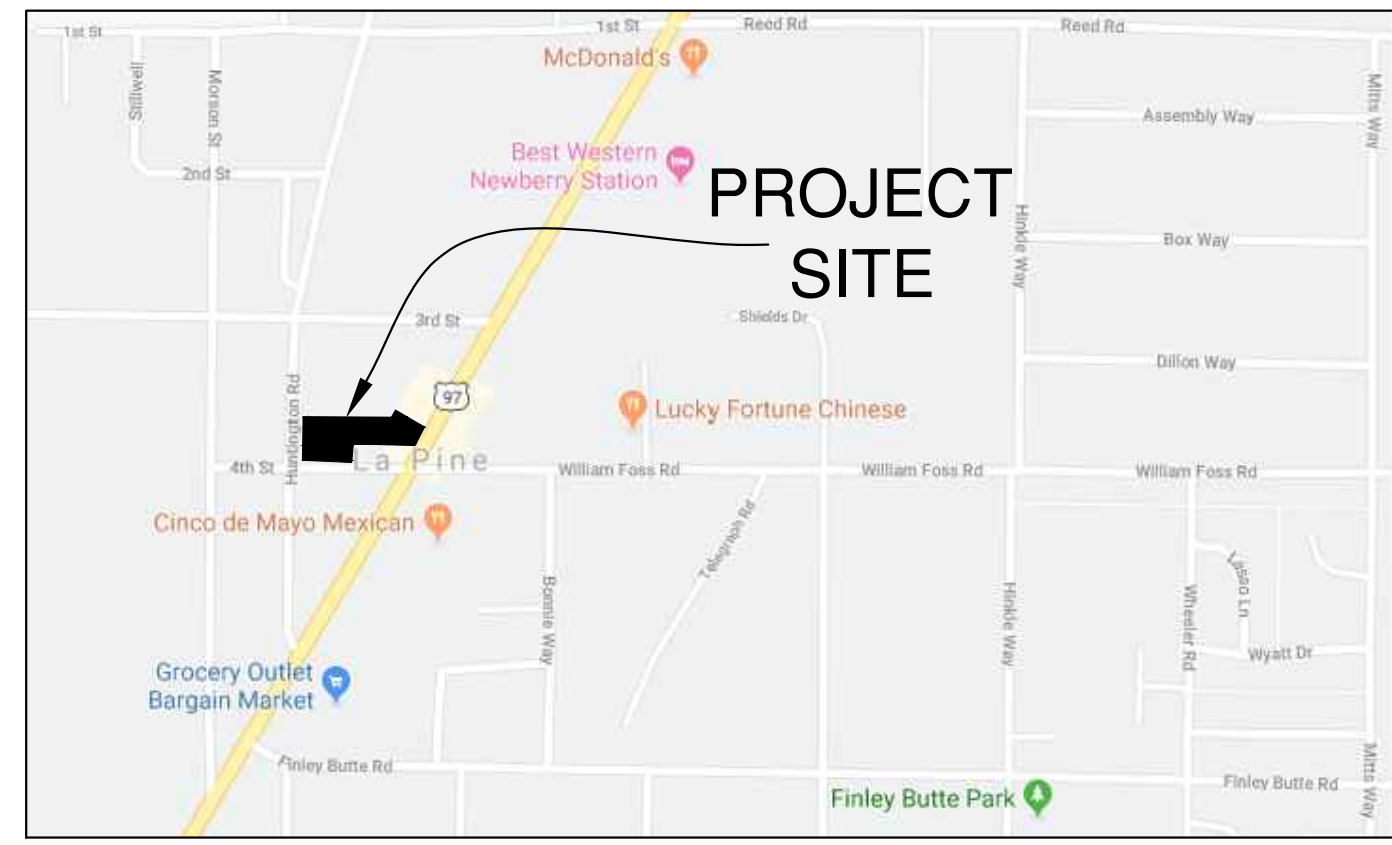 1st St
1st St
Reed Rd
Reed Rd
McDonald's
Stillwell
Morson St
Mitts Way
Assembly Way
Best Western
Newberry Station
2nd St
PROJECT
SITE
Hinkle Way
Box Way
3rd St
Shields Dr
Dillon Way
Huntington Rd
97
Lucky Fortune Chinese
La Pine
4th St
William Foss Rd
William Foss Rd
William Foss Rd
Cinco de Mayo Mexican
Telegraph Rd
Bonnie Way
Hinkle Way
Wheeler Rd
Lasso Ln
Wyatt Dr
Grocery Outlet
Bargain Market
Finley Butte Rd
Finley Butte Park
Finley Butte Rd
Mitts Way